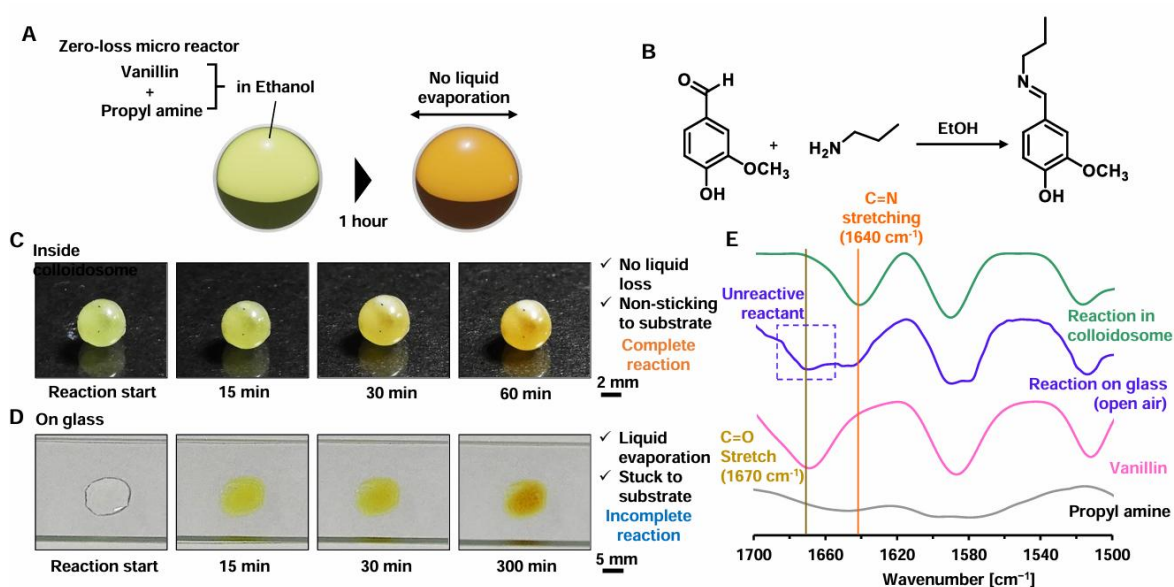 A
Zero-loss micro reactor
Vanillin
+
Propyl amine
in Ethanol
No liquid
evaporation
1 hour
B
O
H
+
H₂N
EtOH
OCH₃
OH
N
OCH₃
OH
C
Inside
colloidosome
Reaction start
15 min
30 min
60 min
✓ No liquid
loss
✓ Non-sticking
to substrate
Complete
reaction
2 mm
D
On glass
Reaction start
15 min
30 min
300 min
✓ Liquid
evaporation
✓ Stuck to
substrate
Incomplete
reaction
5 mm
E
C=N
stretching
(1640 cm⁻¹)
Unreactive
reactant
Reaction in
colloidosome
Reaction on glass
(open air)
C=O
Stretch
(1670 cm⁻¹)
Vanillin
Propyl amine
1700
1660
1620
1580
1540
1500
Wavenumber [cm⁻¹]